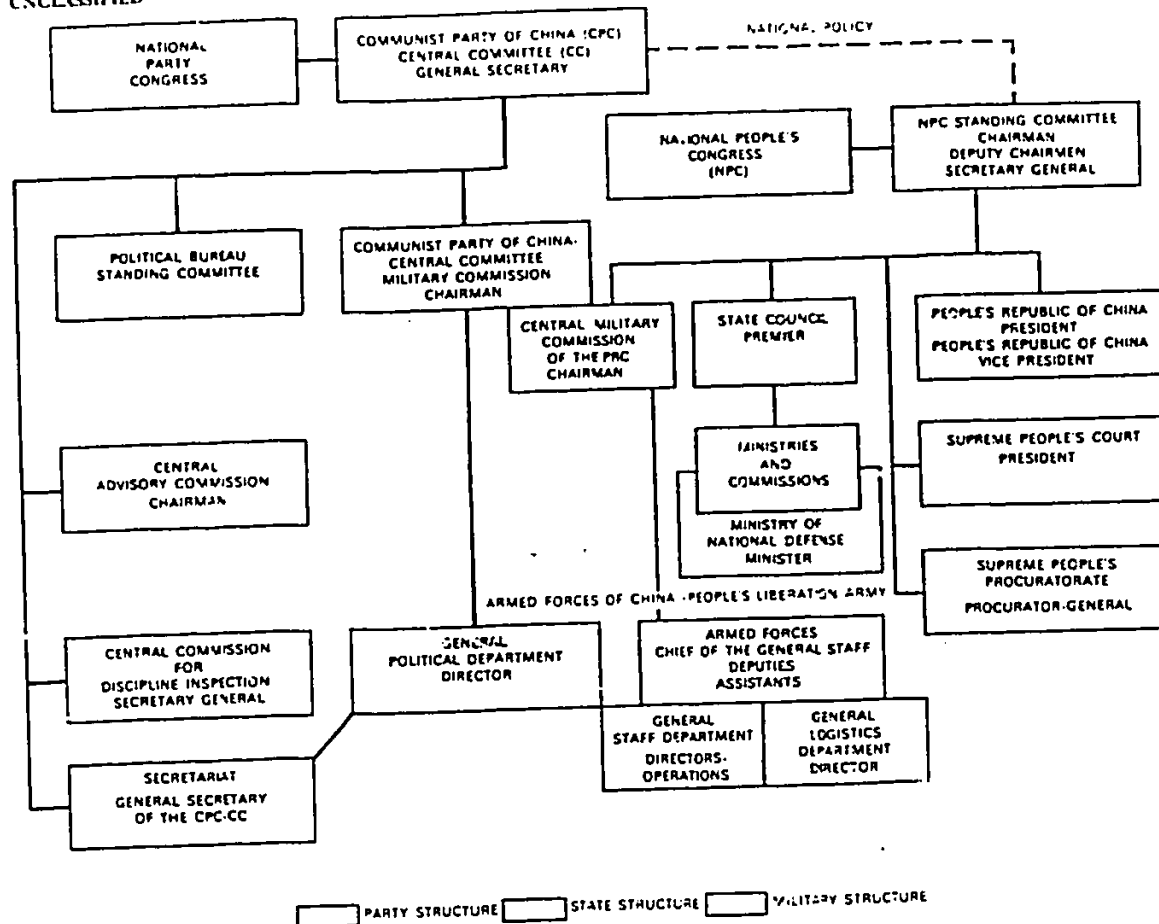 UNCLASSIFIED
NATIONAL
PARTY
CONGRESS
COMMUNIST PARTY OF CHINA (CPC)
CENTRAL COMMITTEE (CC)
GENERAL SECRETARY
NATIONAL POLICY
NATIONAL PEOPLE'S
CONGRESS
(NPC)
NPC STANDING COMMITTEE
CHAIRMAN
DEPUTY CHAIRMEN
SECRETARY GENERAL
POLITICAL BUREAU
STANDING COMMITTEE
COMMUNIST PARTY OF CHINA-
CENTRAL COMMITTEE
MILITARY COMMISSION
CHAIRMAN
CENTRAL MILITARY
COMMISSION
OF THE PRC
CHAIRMAN
STATE COUNCIL
PREMIER
PEOPLE'S REPUBLIC OF CHINA
PRESIDENT
PEOPLE'S REPUBLIC OF CHINA
VICE PRESIDENT
CENTRAL
ADVISORY COMMISSION
CHAIRMAN
MINISTRIES
AND
COMMISSIONS
MINISTRY OF
NATIONAL DEFENSE
MINISTER
SUPREME PEOPLE'S COURT
PRESIDENT
SUPREME PEOPLE'S
PROCURATORATE
PROCURATOR-GENERAL
ARMED FORCES OF CHINA-PEOPLE'S LIBERATION ARMY
CENTRAL COMMISSION
FOR
DISCIPLINE INSPECTION
SECRETARY GENERAL
GENERAL
POLITICAL DEPARTMENT
DIRECTOR
ARMED FORCES
CHIEF OF THE GENERAL STAFF
DEPUTIES
ASSISTANTS
GENERAL
STAFF DEPARTMENT
DIRECTORS-
OPERATIONS
GENERAL
LOGISTICS
DEPARTMENT
DIRECTOR
SECRETARIAT
GENERAL SECRETARY
OF THE CPC-CC
PARTY STRUCTURE STATE STRUCTURE MILITARY STRUCTURE